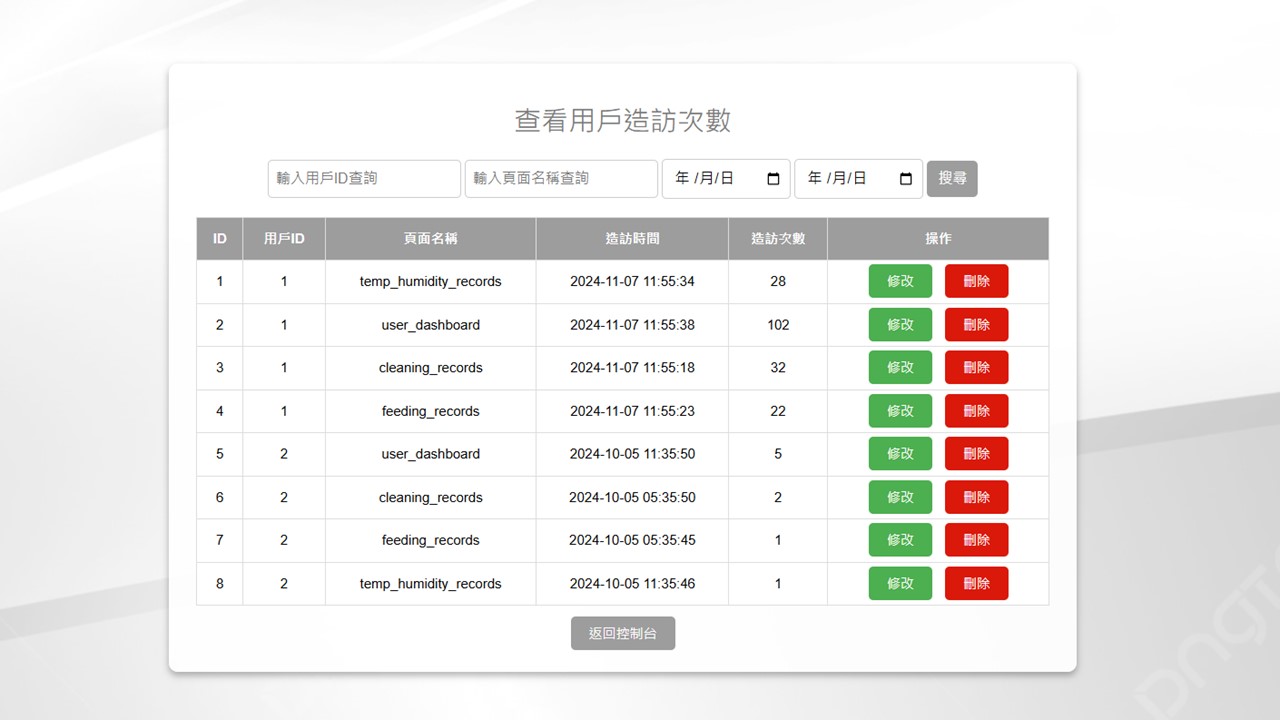 查看用戶造訪次數
輸入用戶ID查詢 輸入頁面名稱查詢 年 /月/日 年 /月/日 搜尋
ID 用戶ID 頁面名稱 造訪時間 造訪次數 操作
1 1 temp_humidity_records 2024-11-07 11:55:34 28 修改 刪除
2 1 user_dashboard 2024-11-07 11:55:38 102 修改 刪除
3 1 cleaning_records 2024-11-07 11:55:18 32 修改 刪除
4 1 feeding_records 2024-11-07 11:55:23 22 修改 刪除
5 2 user_dashboard 2024-10-05 11:35:50 5 修改 刪除
6 2 cleaning_records 2024-10-05 05:35:50 2 修改 刪除
7 2 feeding_records 2024-10-05 05:35:45 1 修改 刪除
8 2 temp_humidity_records 2024-10-05 11:35:46 1 修改 刪除
返回控制台